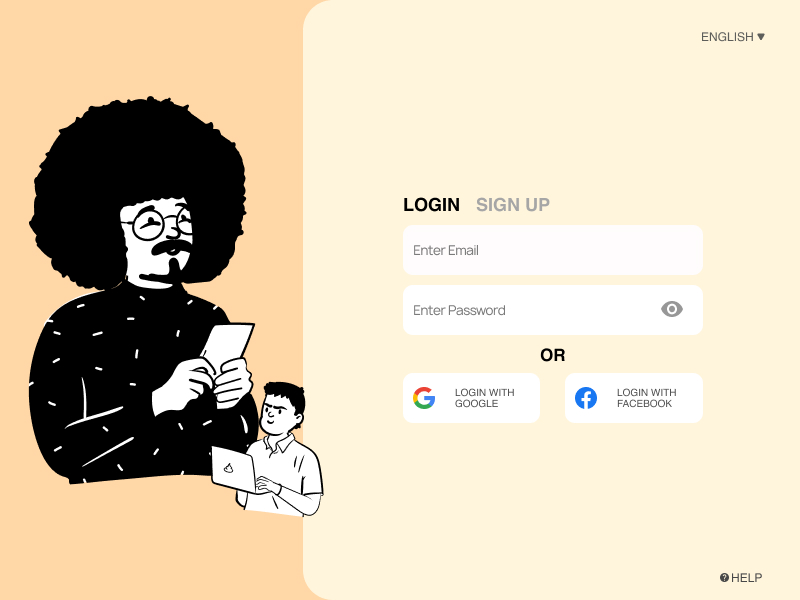 ENGLISH
LOGIN SIGN UP
Enter Email
Enter Password
OR
LOGIN WITH
GOOGLE
LOGIN WITH
FACEBOOK
HELP